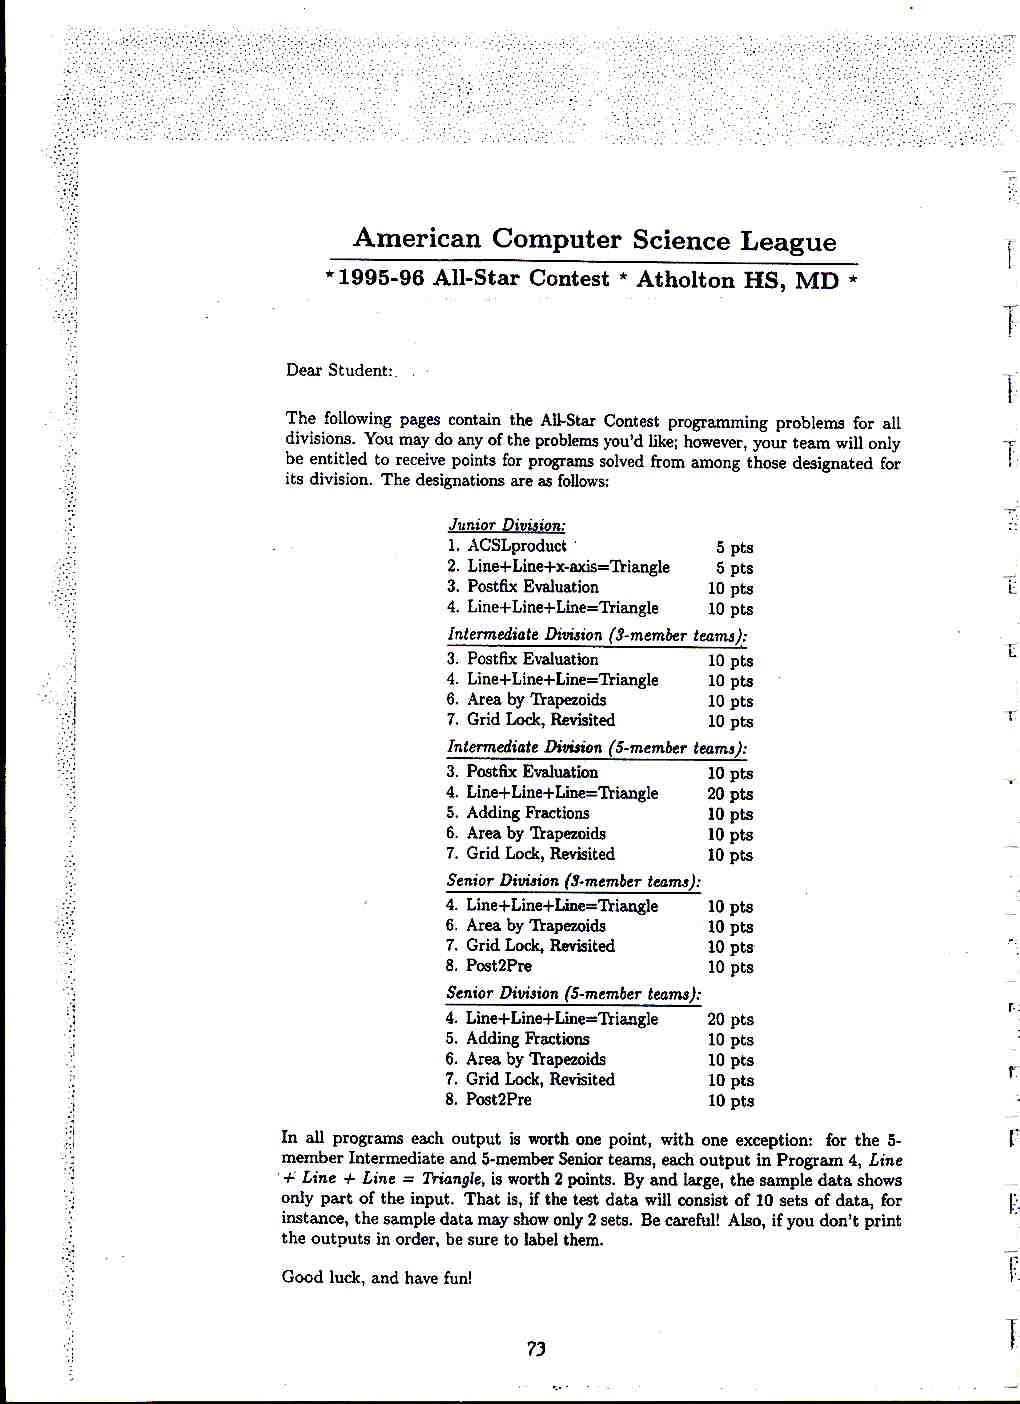 American Computer Science League
*1995-96 All-Star Contest * Atholton HS, MD *
Dear Student:
The following pages contain the All-Star Contest programming problems for all
divisions. You may do any of the problems you'd like; however, your team will only
be entitled to receive points for programs solved from among those designated for
its division. The designations are as follows:
Junior Division:
1. ACSLproduct 5 pts
2. Line+Line+x-axis=Triangle 5 pts
3. Postfix Evaluation 10 pts
4. Line+Line+Line=Triangle 10 pts
Intermediate Division (3-member teams):
3. Postfix Evaluation 10 pts
4. Line+Line+Line=Triangle 10 pts
6. Area by Trapezoids 10 pts
7. Grid Lock, Revisited 10 pts
Intermediate Division (5-member teams):
3. Postfix Evaluation 10 pts
4. Line+Line+Line=Triangle 20 pts
5. Adding Fractions 10 pts
6. Area by Trapezoids 10 pts
7. Grid Lock, Revisited 10 pts
Senior Division (3-member teams):
4. Line+Line+Line=Triangle 10 pts
6. Area by Trapezoids 10 pts
7. Grid Lock, Revisited 10 pts
8. Post2Pre 10 pts
Senior Division (5-member teams):
4. Line+Line+Line=Triangle 20 pts
5. Adding Fractions 10 pts
6. Area by Trapezoids 10 pts
7. Grid Lock, Revisited 10 pts
8. Post2Pre 10 pts
In all programs each output is worth one point, with one exception: for the 5-
member Intermediate and 5-member Senior teams, each output in Program 4, Line
+ Line + Line = Triangle, is worth 2 points. By and large, the sample data shows
only part of the input. That is, if the test data will consist of 10 sets of data, for
instance, the sample data may show only 2 sets. Be careful! Also, if you don't print
the outputs in order, be sure to label them.
Good luck, and have fun!
73